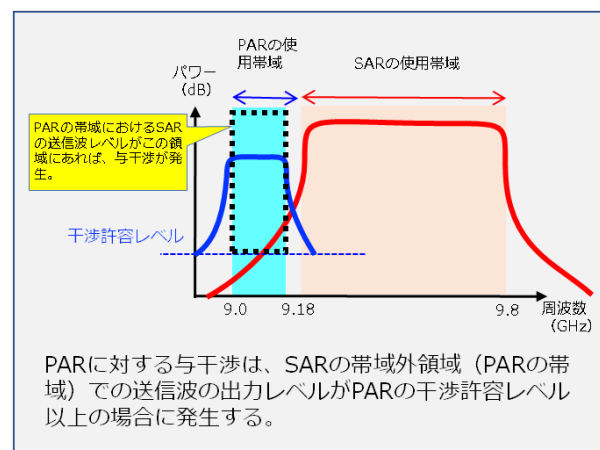 PARの使
用帯域
SARの使用帯域
パワー
(dB)
PARの帯域におけるSAR
の送信波レベルがこの領
域にあれば、与干渉が発
生。
干渉許容レベル
9.0
9.18
9.8
周波数
(GHz)
PARに対する与干渉は、SARの帯域外領域（PARの帯
域）での送信波の出力レベルがPARの干渉許容レベル
以上の場合に発生する。